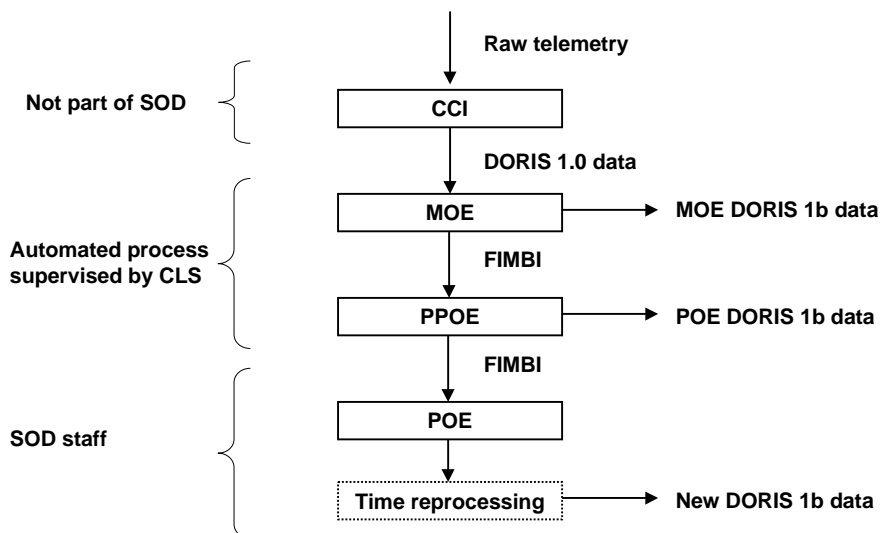 Raw telemetry
Not part of SOD
CCI
DORIS 1.0 data
MOE
MOE DORIS 1b data
Automated process
supervised by CLS
FIMBI
PPOE
POE DORIS 1b data
FIMBI
POE
SOD staff
Time reprocessing
New DORIS 1b data